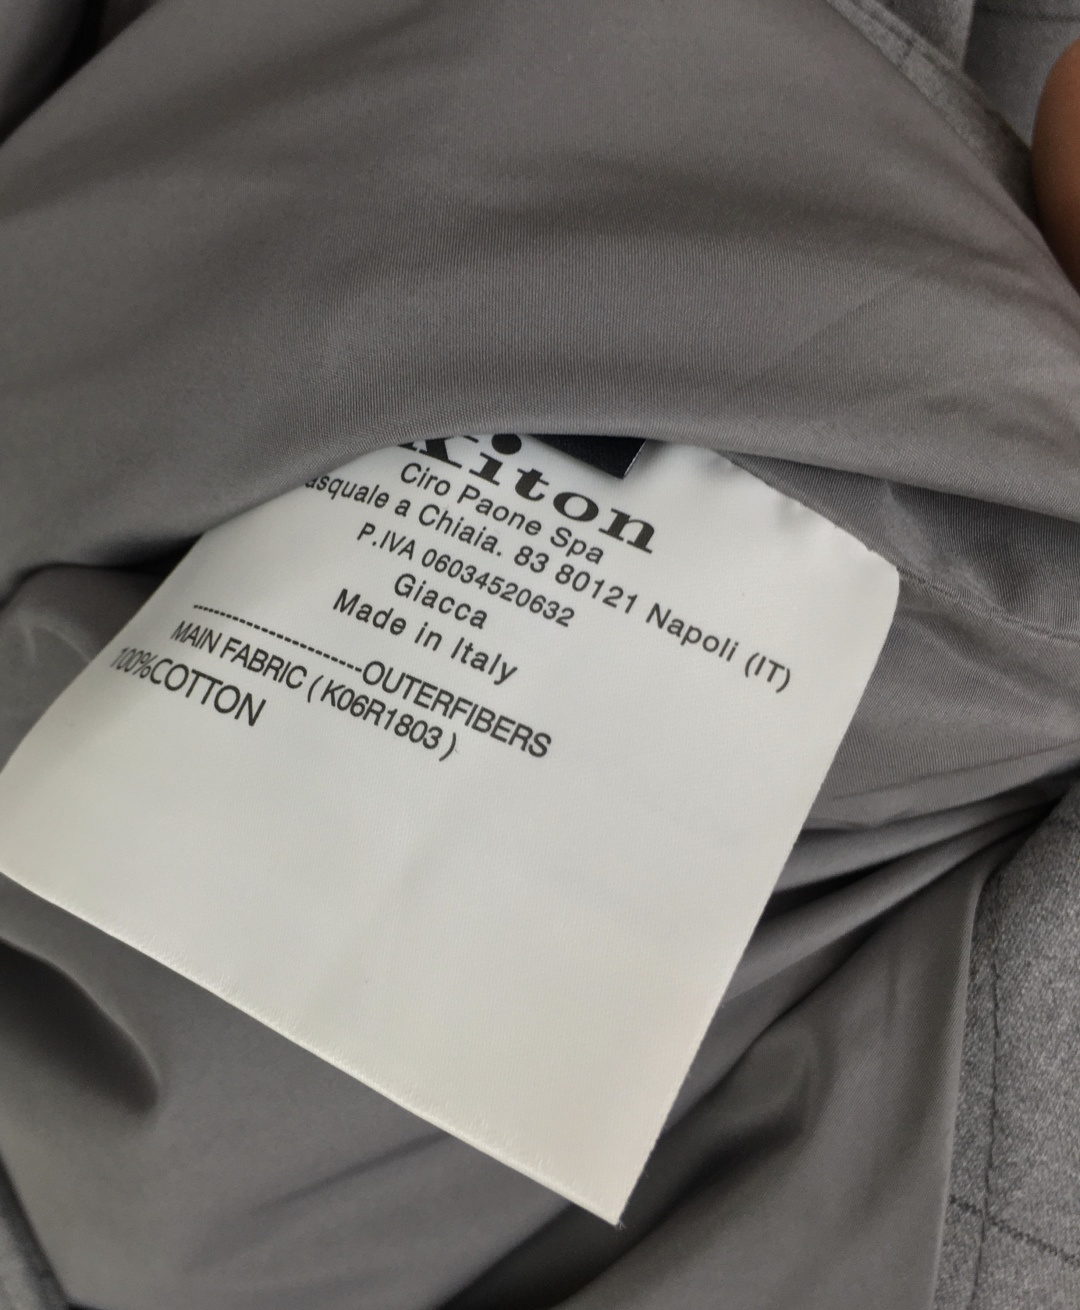 Kiton
Ciro Paone Spa
asquale a Chiaia. 83 80121 Napoli (IT)
P.IVA 06034520632
Giacca
Made in Italy
--------------------OUTERFIBERS
MAIN FABRIC ( K06R1803 )
100%COTTON